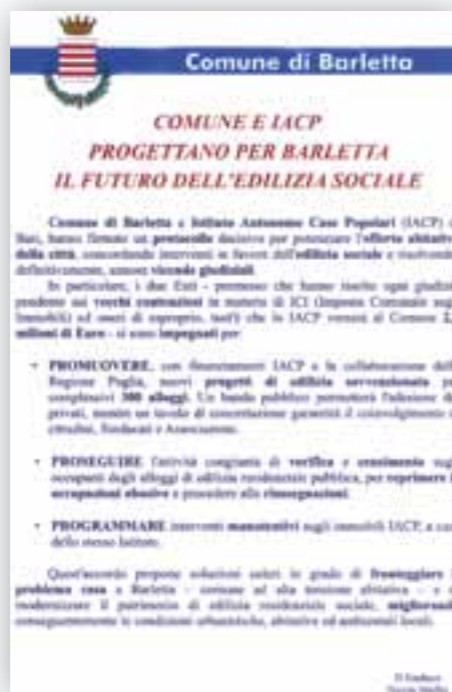 Comune di Barletta
COMUNE E IACP
PROGETTANO PER BARLETTA
IL FUTURO DELL'EDILIZIA SOCIALE
Comune di Barletta e Istituto Autonomo Case Popolari (IACP) di
Bari, hanno firmato un protocollo decisivo per potenziare l'offerta abitativa
della città, concordando interventi in favore dell'edilizia sociale e risolvendo,
definitivamente, annose vicende giudiziali.
In particolare, i due Enti - premesso che hanno risolto ogni giudizio
pendente sui vecchi contenziosi in materia di ICI (Imposta Comunale sugli
Immobili) ed oneri di esproprio, che lo IACP verserà al Comune
milioni di Euro - si sono impegnati per:
• PROMUOVERE, con finanziamenti IACP e la collaborazione della
Regione Puglia, nuovi progetti di edilizia sovvenzionata per
complessivi 300 alloggi. Un bando pubblico permetterà l'adesione dei
privati, mentre un tavolo di concertazione garantirà il coinvolgimento di
cittadini, Sindacati e Associazioni.
• PROSEGUIRE l'attività congiunta di verifica e censimento sugli
occupanti degli alloggi di edilizia residenziale pubblica, per reprimere le
occupazioni abusive e procedere alle riassegnazioni.
• PROGRAMMARE interventi manutentivi sugli immobili IACP, a cura
dello stesso Istituto.
Quest'accordo propone soluzioni in grado di fronteggiare il
problema casa a Barletta - comune ad alta tensione abitativa - e di
modernizzare il patrimonio di edilizia residenziale sociale, migliorando
conseguentemente le condizioni urbanistiche, abitative ed ambientali locali.
Il Sindaco